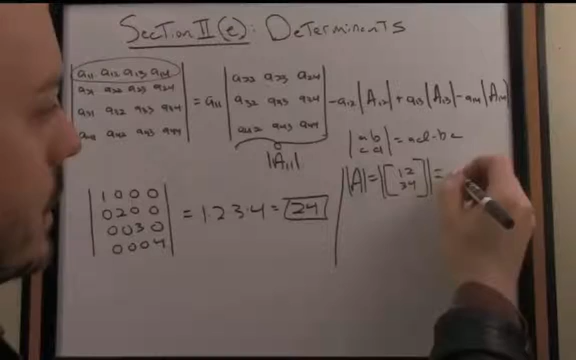 Section II(e): Determinants
|a11 a12 a13 a14| |a22 a23 a24|
|a21 a22 a23 a24| = a11 |a32 a33 a34| - a12|A12| + a13|A13| - a14|A14|
|a31 a32 a33 a34| |a42 a43 a44|
|a41 a42 a43 a44| |A11|
|a b|
|c d| = ad-bc
|A| = |[1 2
3 4]| =
|1 0 0 0|
|0 2 0 0| = 1·2·3·4 = 24
|0 0 3 0|
|0 0 0 4|